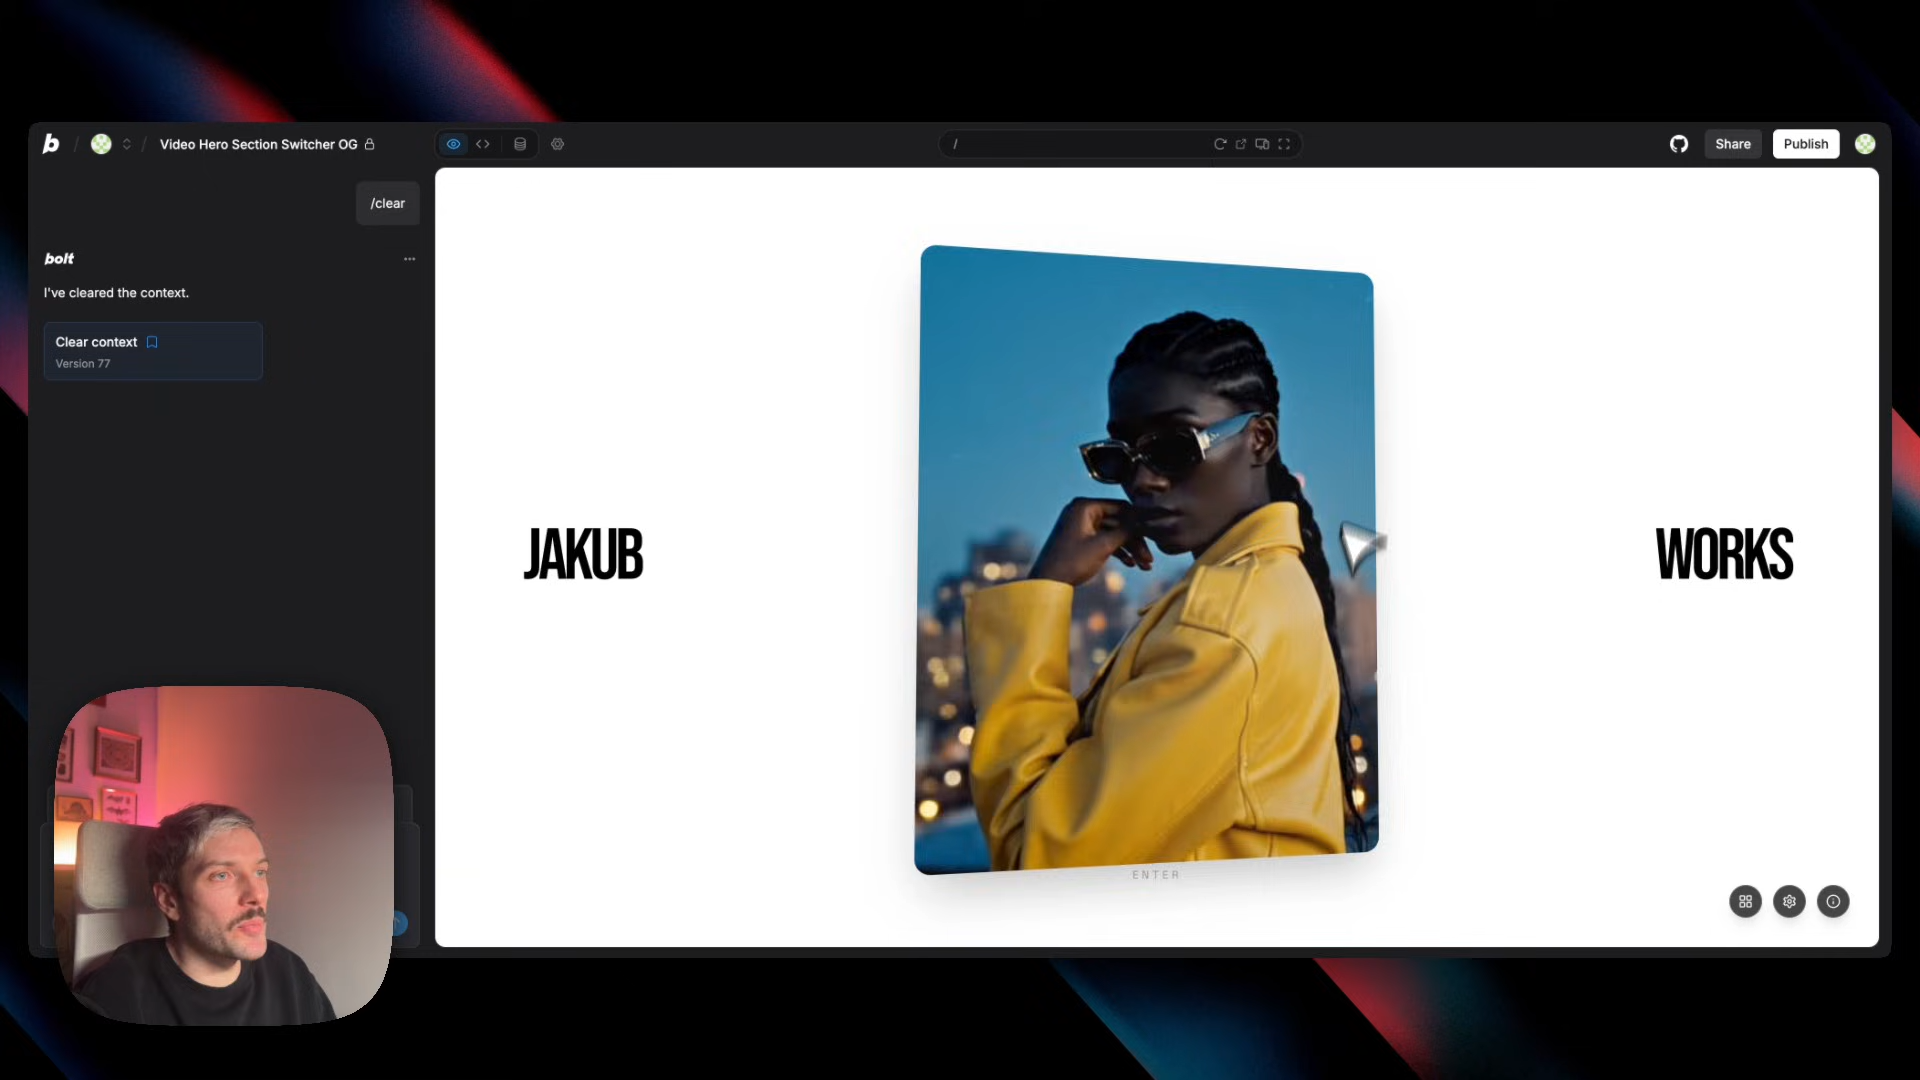 b / / Video Hero Section Switcher OG
/
Share
Publish
/clear
bolt
I've cleared the context.
Clear context
Version 77
JAKUB
WORKS
ENTER